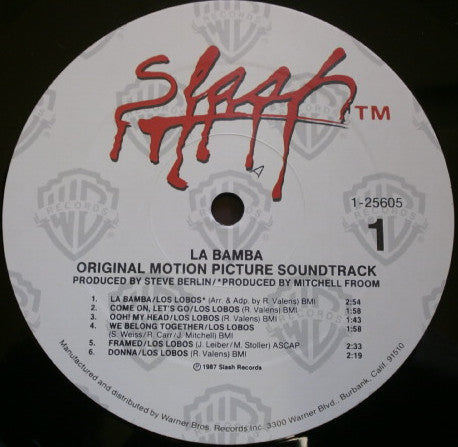 Slash TM
1-25605
1
LA BAMBA
ORIGINAL MOTION PICTURE SOUNDTRACK
PRODUCED BY STEVE BERLIN/*PRODUCED BY MITCHELL FROOM
1. LA BAMBA/LOS LOBOS* (Arr. & Adp. by R. Valens) BMI 2:54
2. COME ON, LET'S GO/LOS LOBOS (R. Valens) BMI 1:58
3. OOH! MY HEAD/LOS LOBOS (R. Valens) BMI 1:43
4. WE BELONG TOGETHER/LOS LOBOS 1:58
(S. Weiss/R. Carr/J. Mitchell) BMI
5. FRAMED/LOS LOBOS (J. Leiber/M. Stoller) ASCAP 2:33
6. DONNA/LOS LOBOS (R. Valens) BMI 2:19
℗ 1987 Slash Records
Manufactured and distributed by Warner Bros. Records Inc. 3300 Warner Blvd., Burbank, Calif. 91510
WB RECORDS